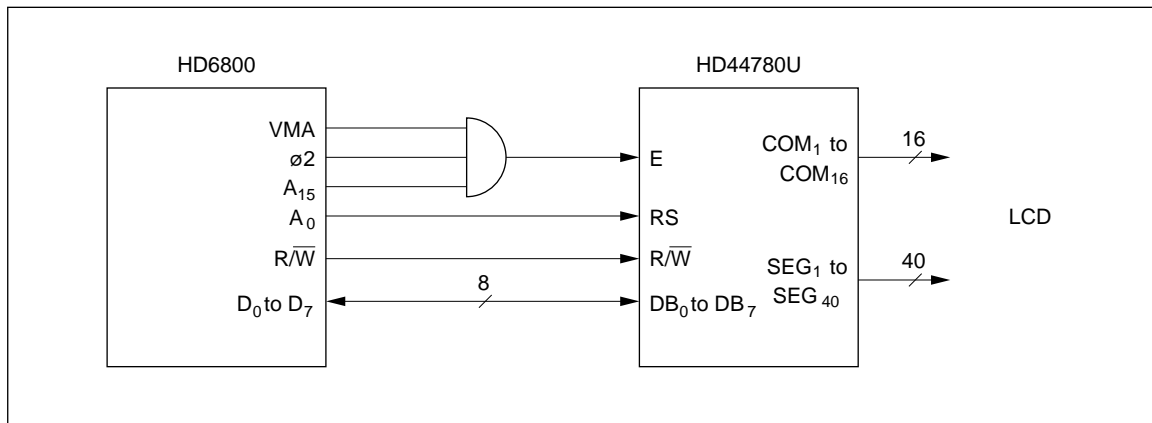 HD6800
VMA
ø2
A15
A0
R/W̅
D0 to D7
8
HD44780U
E
RS
R/W̅
DB0 to DB7
COM1 to
COM16
SEG1 to
SEG40
16
40
LCD